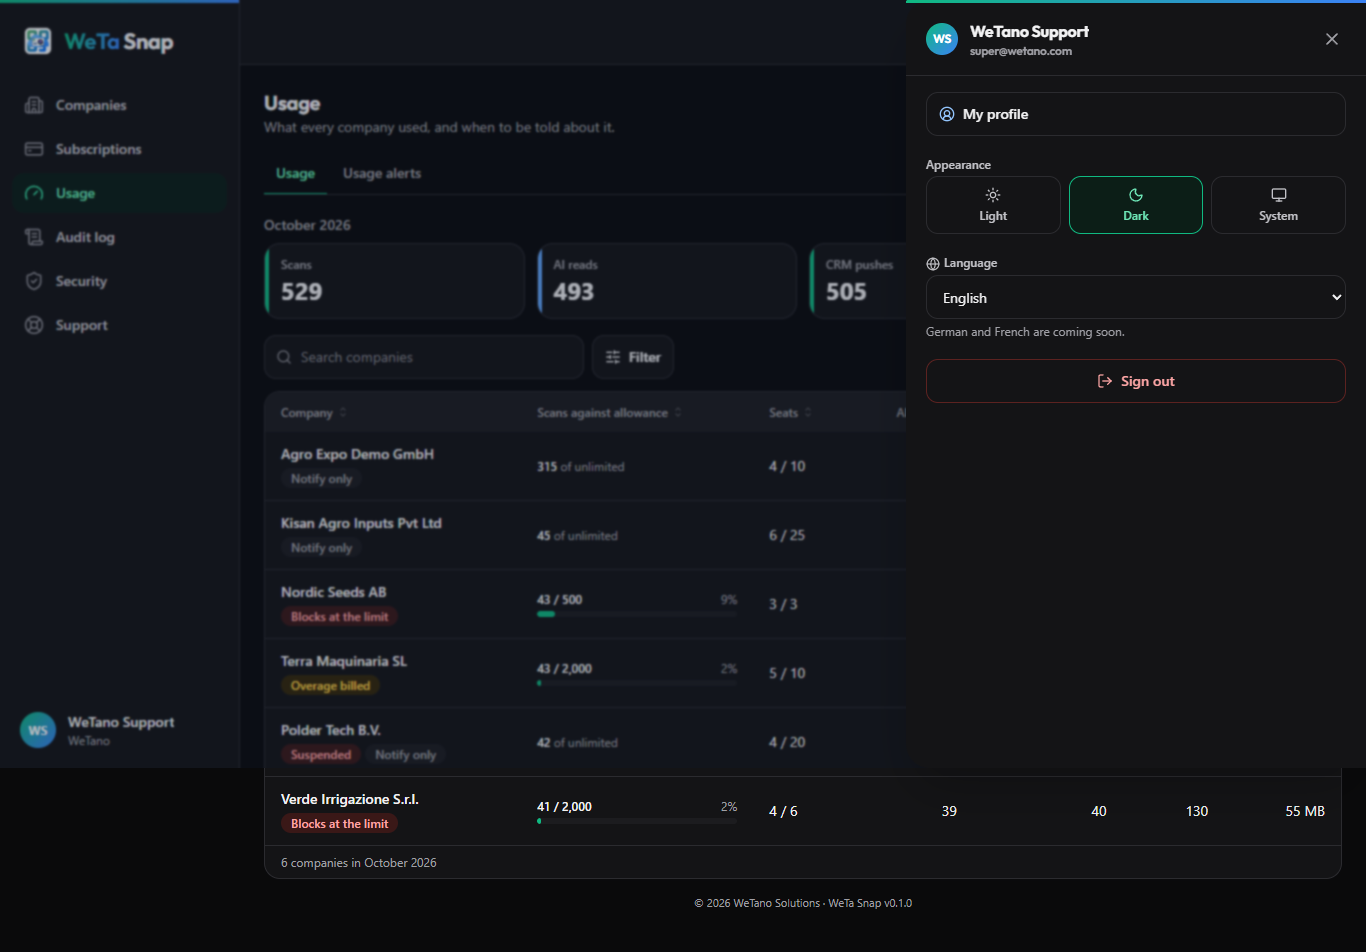 WeTa Snap
Companies
Subscriptions
Usage
Audit log
Security
Support
WS
WeTano Support
WeTano
Usage
What every company used, and when to be told about it.
Usage
Usage alerts
October 2026
Scans
529
AI reads
493
CRM pushes
505
Search companies
Filter
Company
Scans against allowance
Seats
Agro Expo Demo GmbH
Notify only
315 of unlimited
4 / 10
Kisan Agro Inputs Pvt Ltd
Notify only
45 of unlimited
6 / 25
Nordic Seeds AB
Blocks at the limit
43 / 500
9%
3 / 3
Terra Maquinaria SL
Overage billed
43 / 2,000
2%
5 / 10
Polder Tech B.V.
Suspended
Notify only
42 of unlimited
4 / 20
Verde Irrigazione S.r.l.
Blocks at the limit
41 / 2,000
2%
4 / 6
39
40
130
55 MB
6 companies in October 2026
© 2026 WeTano Solutions · WeTa Snap v0.1.0
WS
WeTano Support
super@wetano.com
My profile
Appearance
Light
Dark
System
Language
English
German and French are coming soon.
Sign out